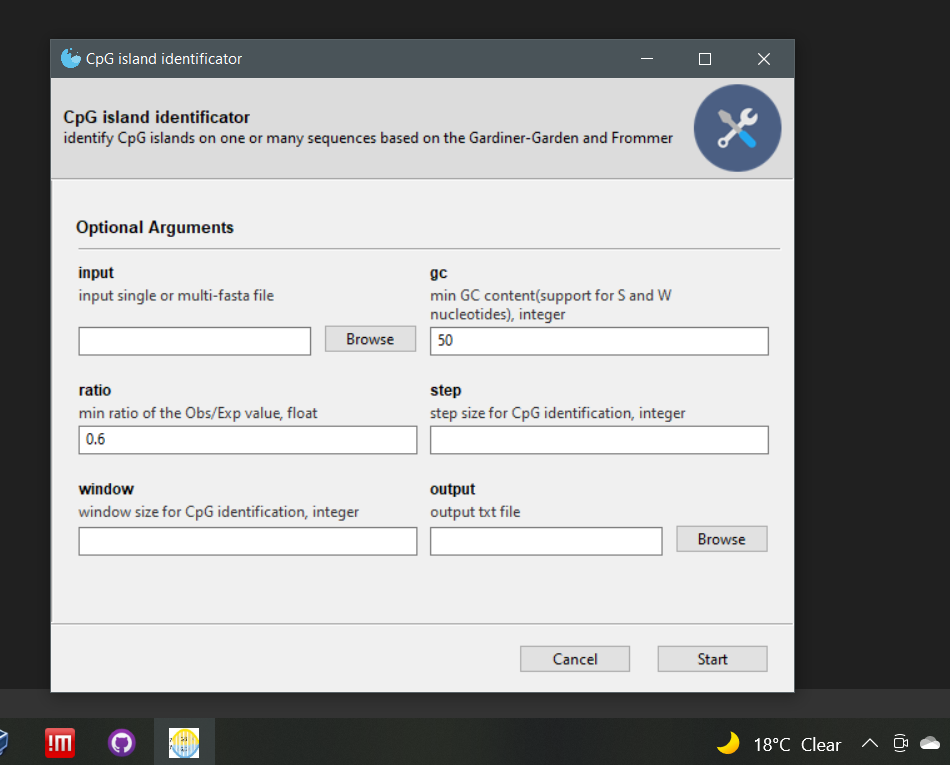 CpG island identificator
CpG island identificator
identify CpG islands on one or many sequences based on the Gardiner-Garden and Frommer
Optional Arguments
input
input single or multi-fasta file
Browse
gc
min GC content(support for S and W
nucleotides), integer
50
ratio
min ratio of the Obs/Exp value, float
0.6
step
step size for CpG identification, integer
window
window size for CpG identification, integer
output
output txt file
Browse
Cancel
Start
!m
18°C Clear